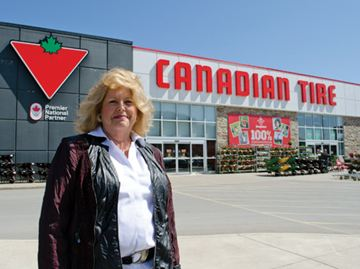 CANADIAN TIRE
Premier
National
Partner
100%